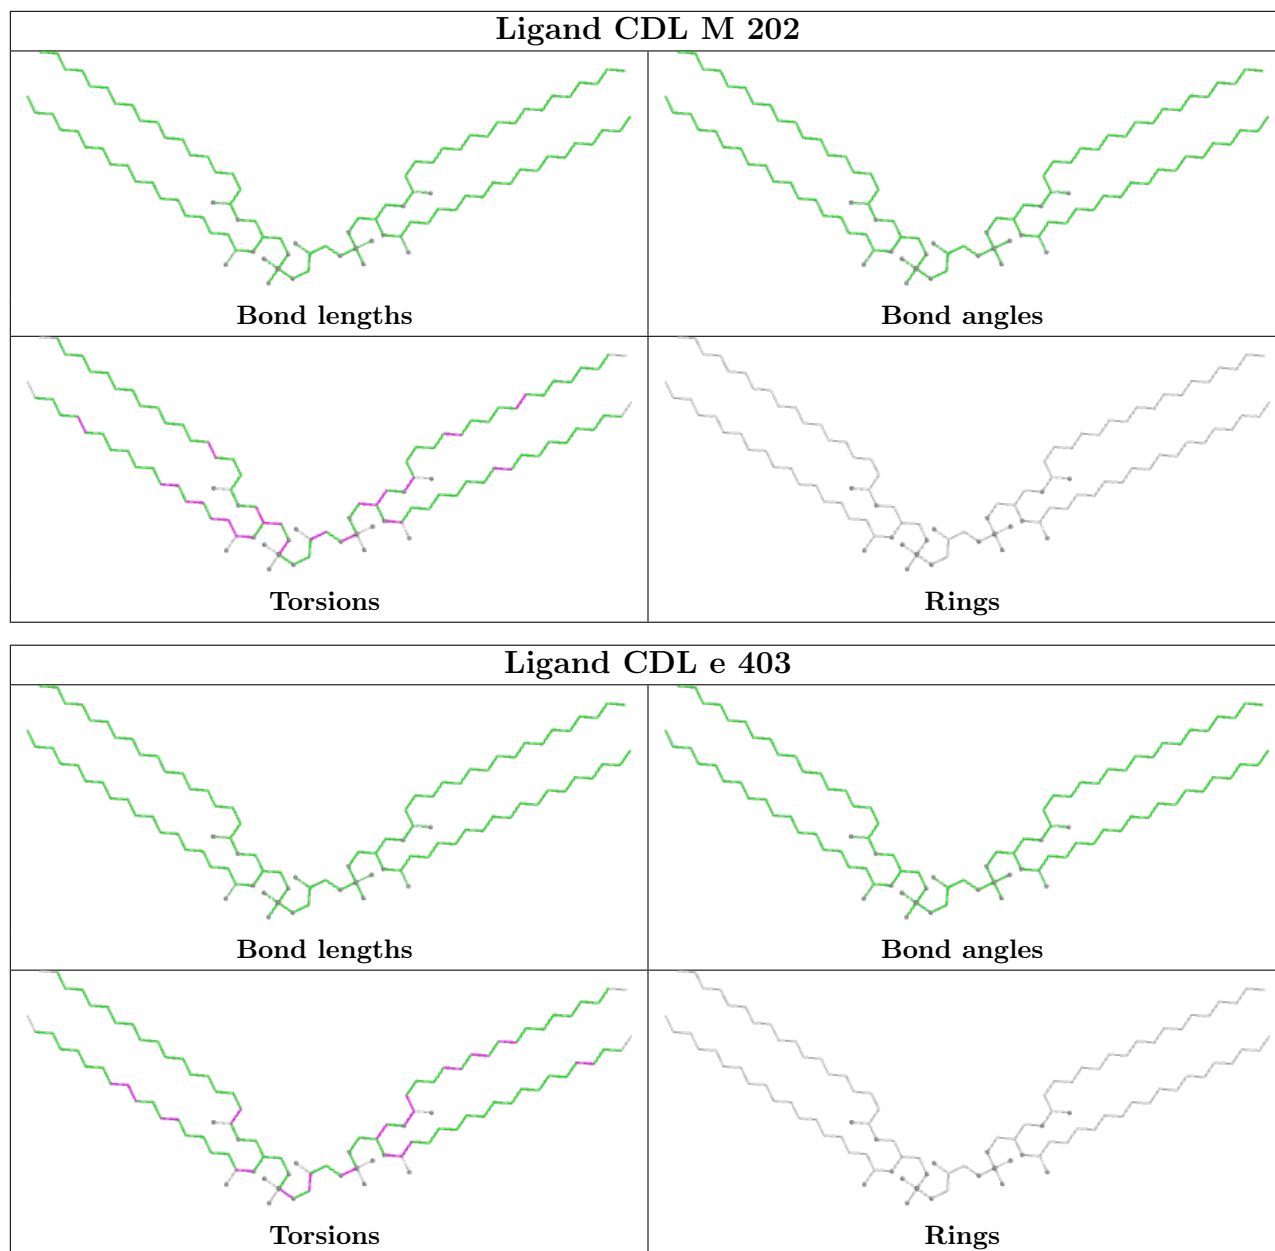 Ligand CDL M 202
Bond lengths
Bond angles
Torsions
Rings
Ligand CDL e 403
Bond lengths
Bond angles
Torsions
Rings